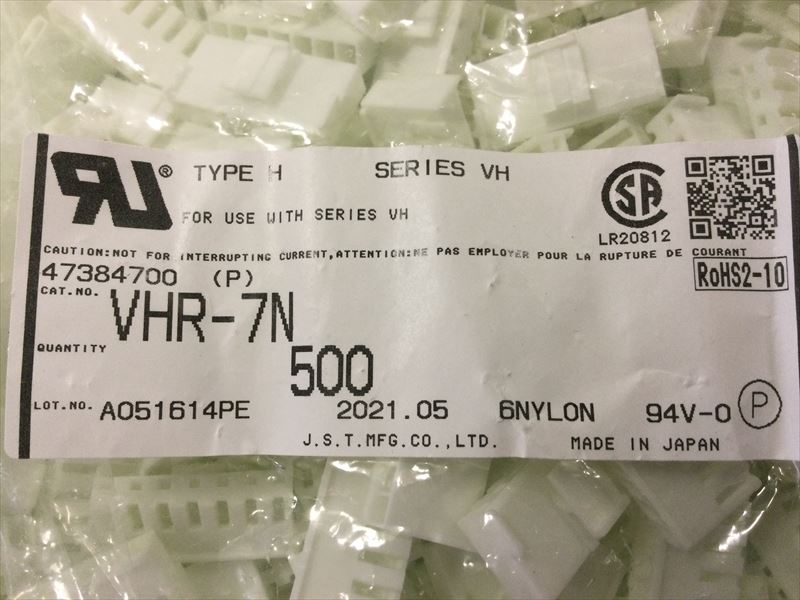 RU® TYPE H SERIES VH
FOR USE WITH SERIES VH
SA
LR20812
CAUTION:NOT FOR INTERRUPTING CURRENT,ATTENTION:NE PAS EMPLOYER POUR LA RUPTURE DE COURANT
47384700 (P)
RoHS2-10
CAT.NO. VHR-7N
QUANTITY 500
LOT.NO. A051614PE 2021.05 6NYLON 94V-0 P
J.S.T.MFG.CO.,LTD. MADE IN JAPAN